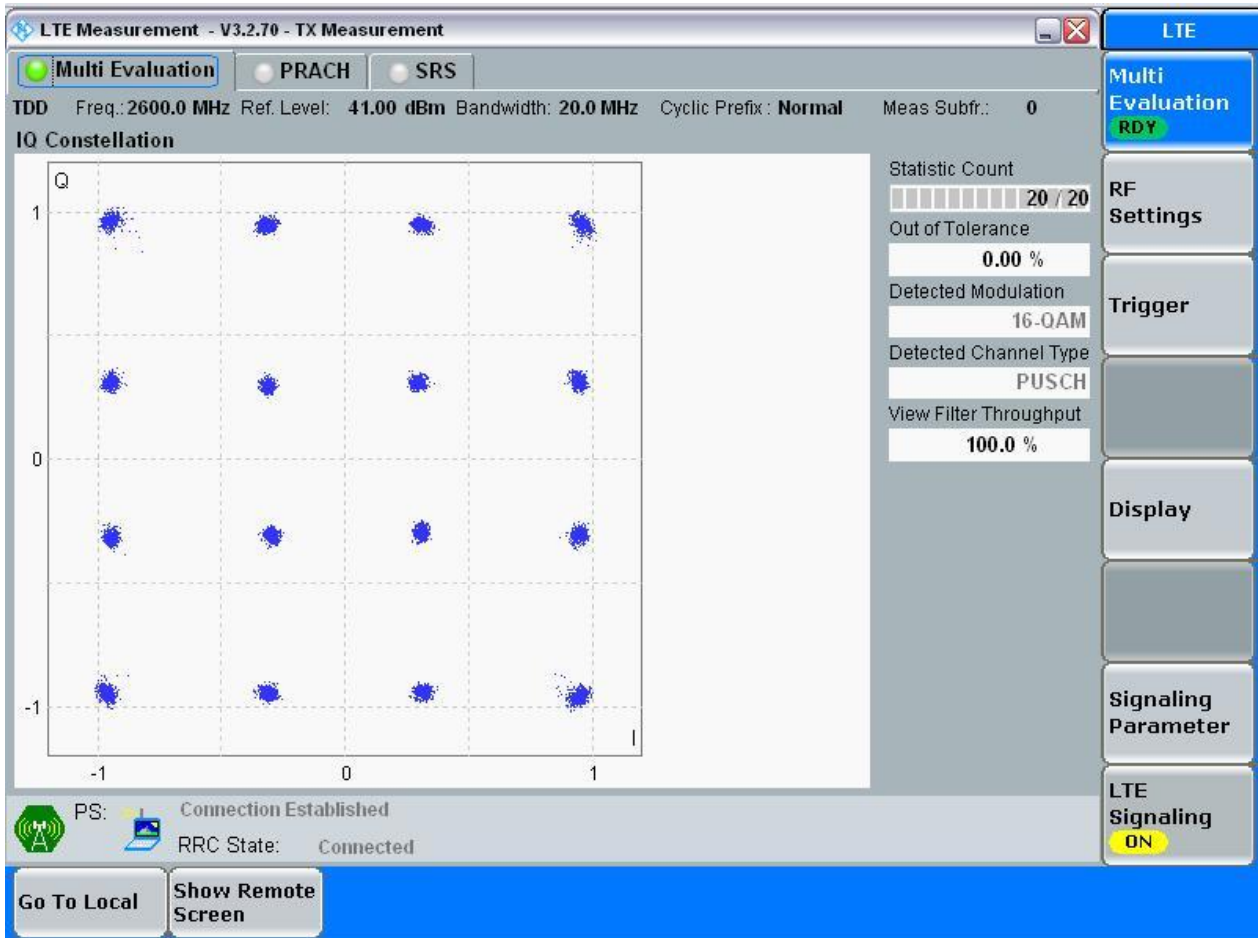 LTE Measurement - V3.2.70 - TX Measurement
LTE
Multi Evaluation PRACH SRS
TDD Freq.: 2600.0 MHz Ref. Level: 41.00 dBm Bandwidth: 20.0 MHz Cyclic Prefix : Normal Meas Subfr.: 0
IQ Constellation
Q
1
0
-1
I
-1 0 1
Statistic Count
20 / 20
Out of Tolerance
0.00 %
Detected Modulation
16-QAM
Detected Channel Type
PUSCH
View Filter Throughput
100.0 %
Multi
Evaluation
RDY
RF
Settings
Trigger
Display
Signaling
Parameter
LTE
Signaling
ON
PS: Connection Established
RRC State: Connected
Go To Local
Show Remote
Screen